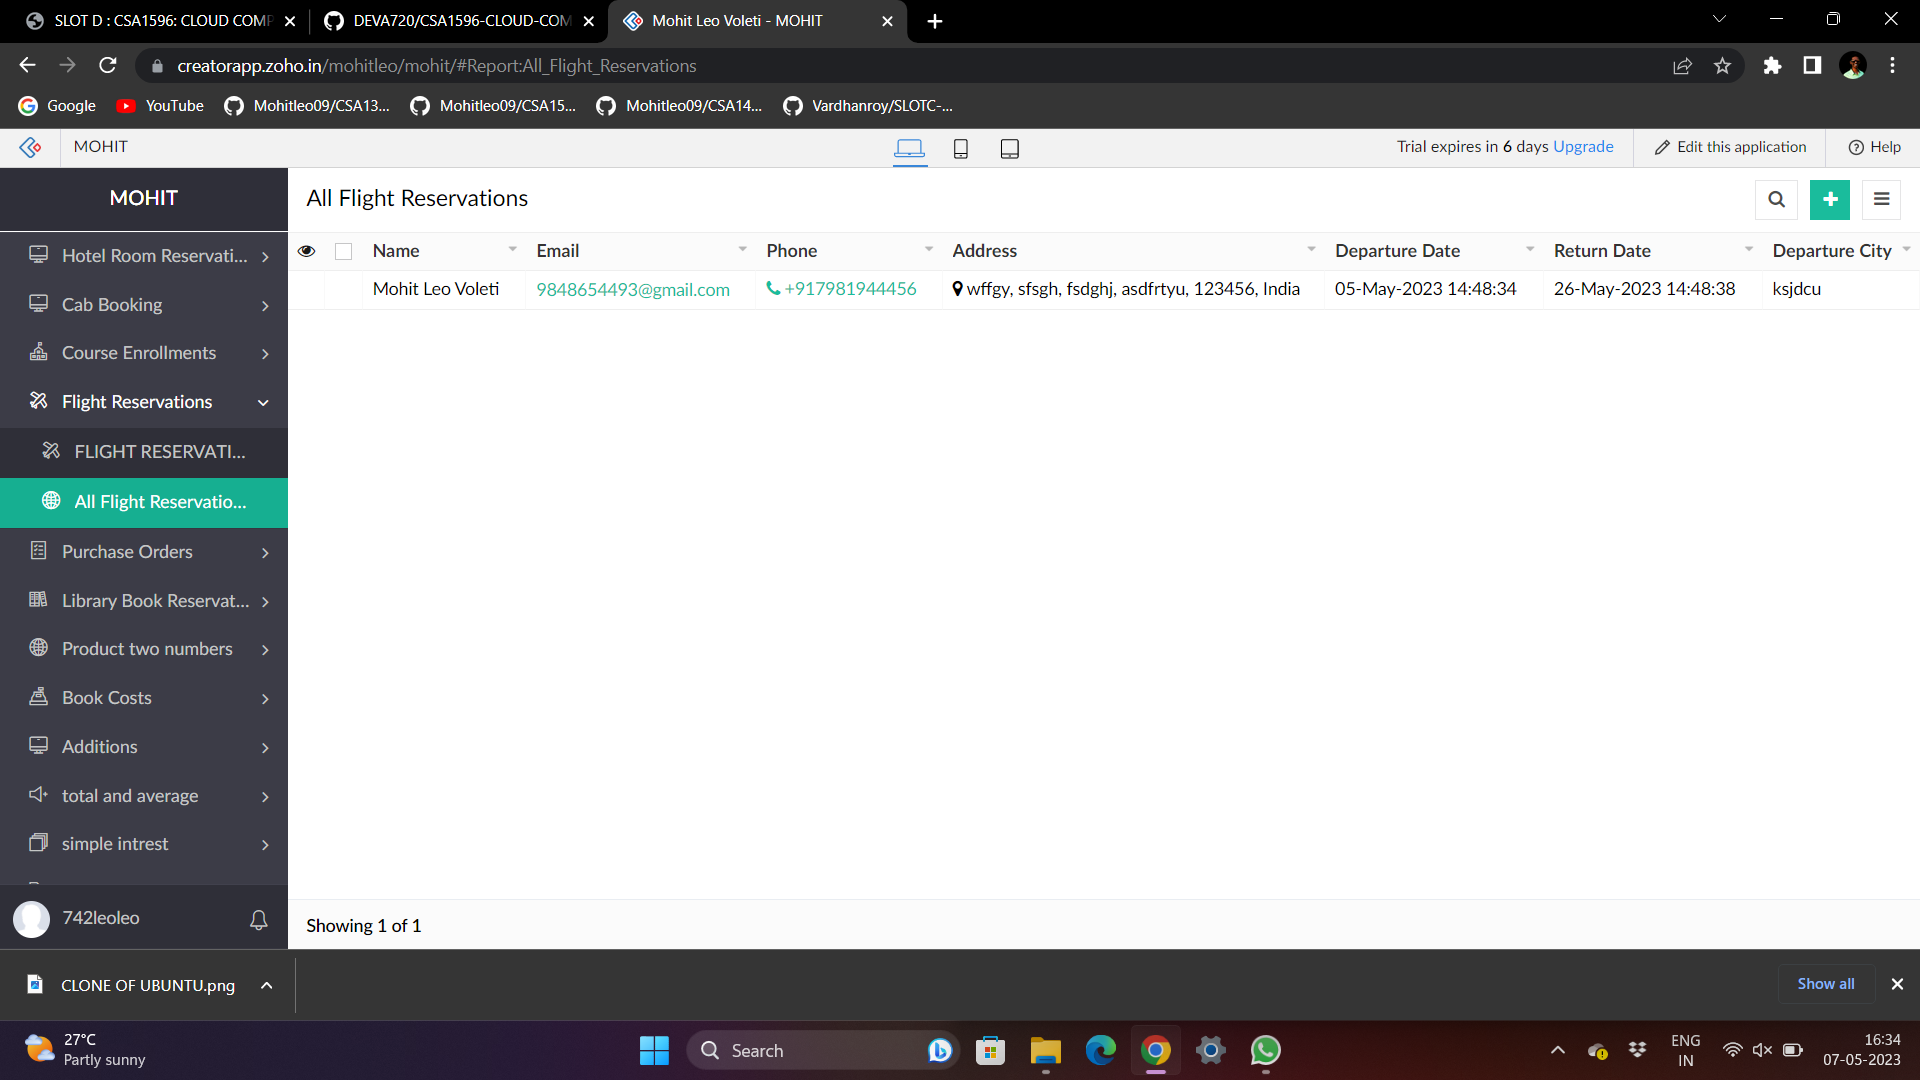 SLOT D : CSA1596: CLOUD COMP
DEVA720/CSA1596-CLOUD-COM
Mohit Leo Voleti - MOHIT
creatorapp.zoho.in/mohitleo/mohit/#Report:All_Flight_Reservations
Google
YouTube
Mohitleo09/CSA13...
Mohitleo09/CSA15...
Mohitleo09/CSA14...
Vardhanroy/SLOTC-...
MOHIT
Trial expires in 6 days Upgrade
Edit this application
Help
MOHIT
Hotel Room Reservati...
Cab Booking
Course Enrollments
Flight Reservations
FLIGHT RESERVATI...
All Flight Reservatio...
Purchase Orders
Library Book Reservat...
Product two numbers
Book Costs
Additions
total and average
simple intrest
742leoleo
All Flight Reservations
Name Email Phone Address Departure Date Return Date Departure City
Mohit Leo Voleti 9848654493@gmail.com +917981944456 wffgy, sfsgh, fsdghj, asdfrtyu, 123456, India 05-May-2023 14:48:34 26-May-2023 14:48:38 ksjdcu
Showing 1 of 1
CLONE OF UBUNTU.png
Show all
27°C
Partly sunny
Search
ENG
IN
16:34
07-05-2023